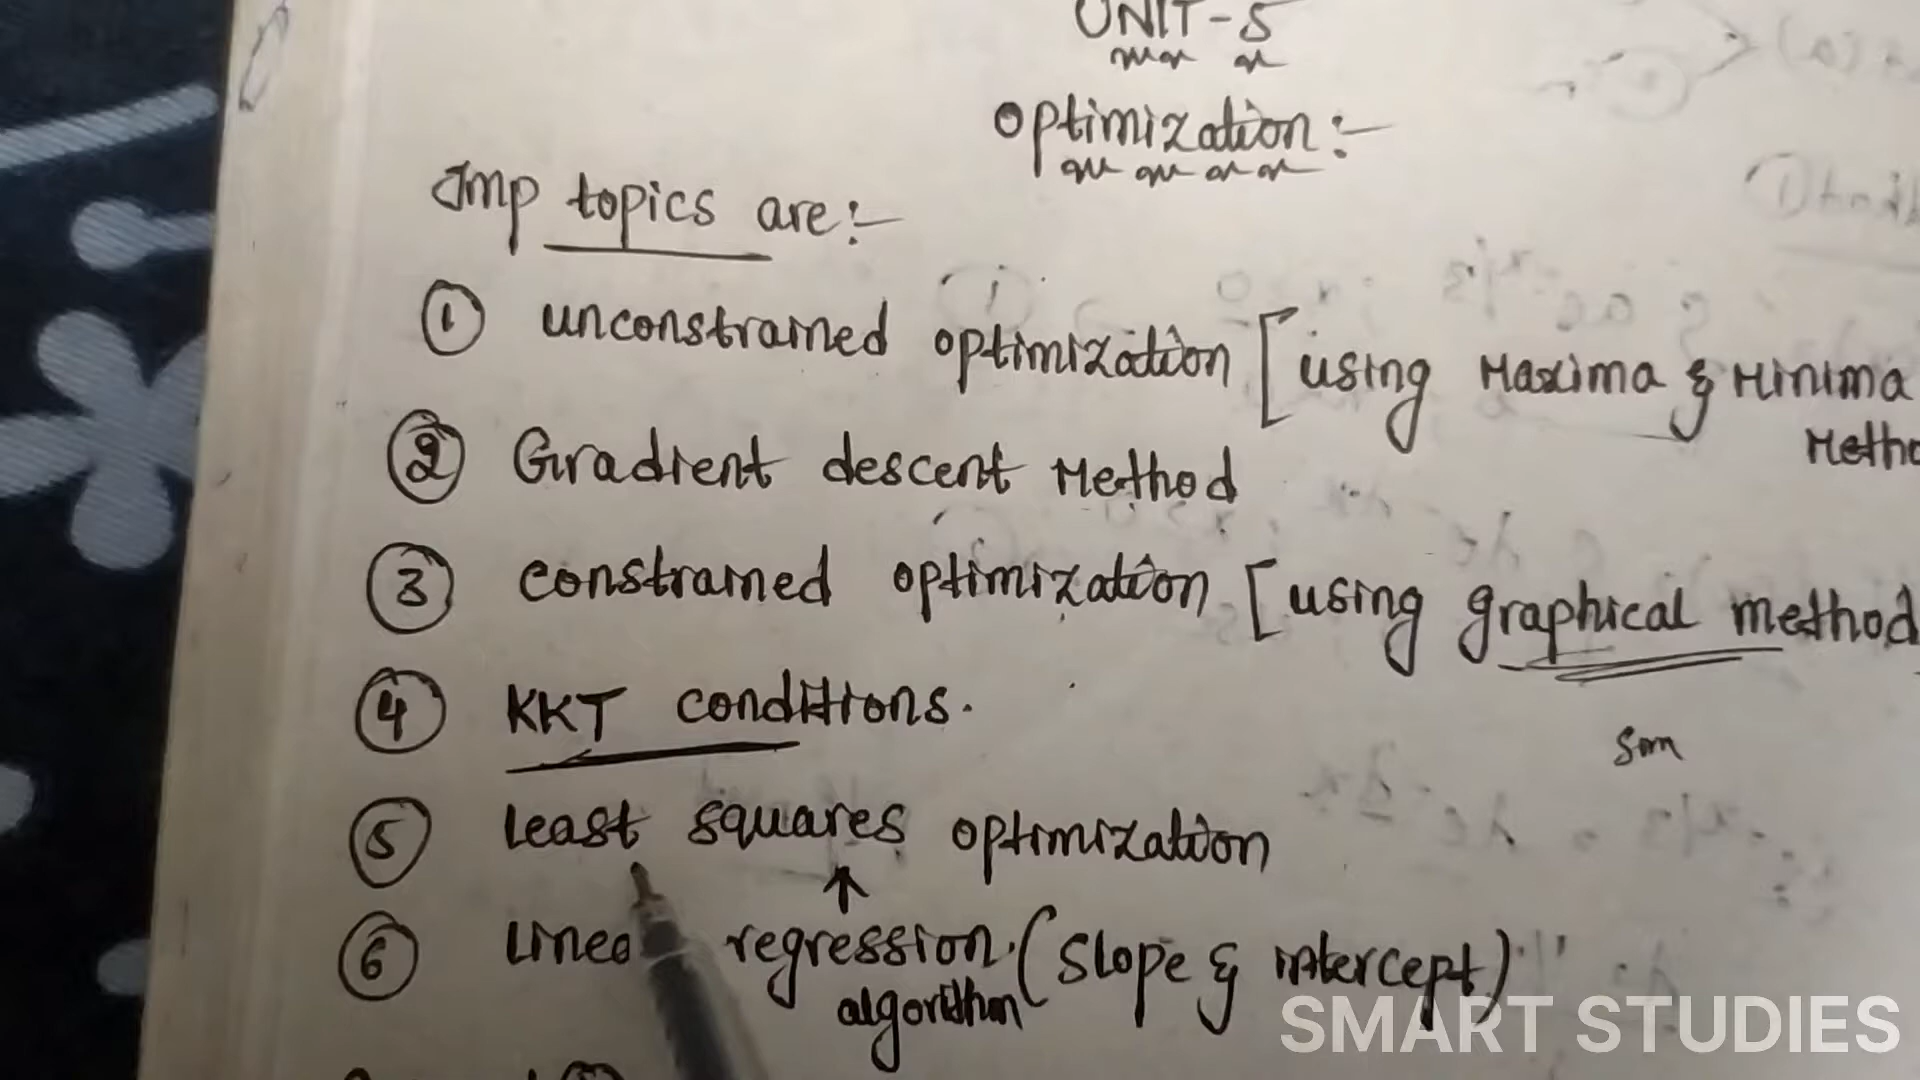 UNIT-5
Optimization:-
Imp topics are:-
① unconstrained optimization [using Maxima & Minima
Metho
② Gradient descent Method
③ constrained optimization [using graphical method
④ KKT conditions.
⑤ Least squares optimization
↑
⑥ Linea regression. (Slope & intercept)
algorithm
SMART STUDIES